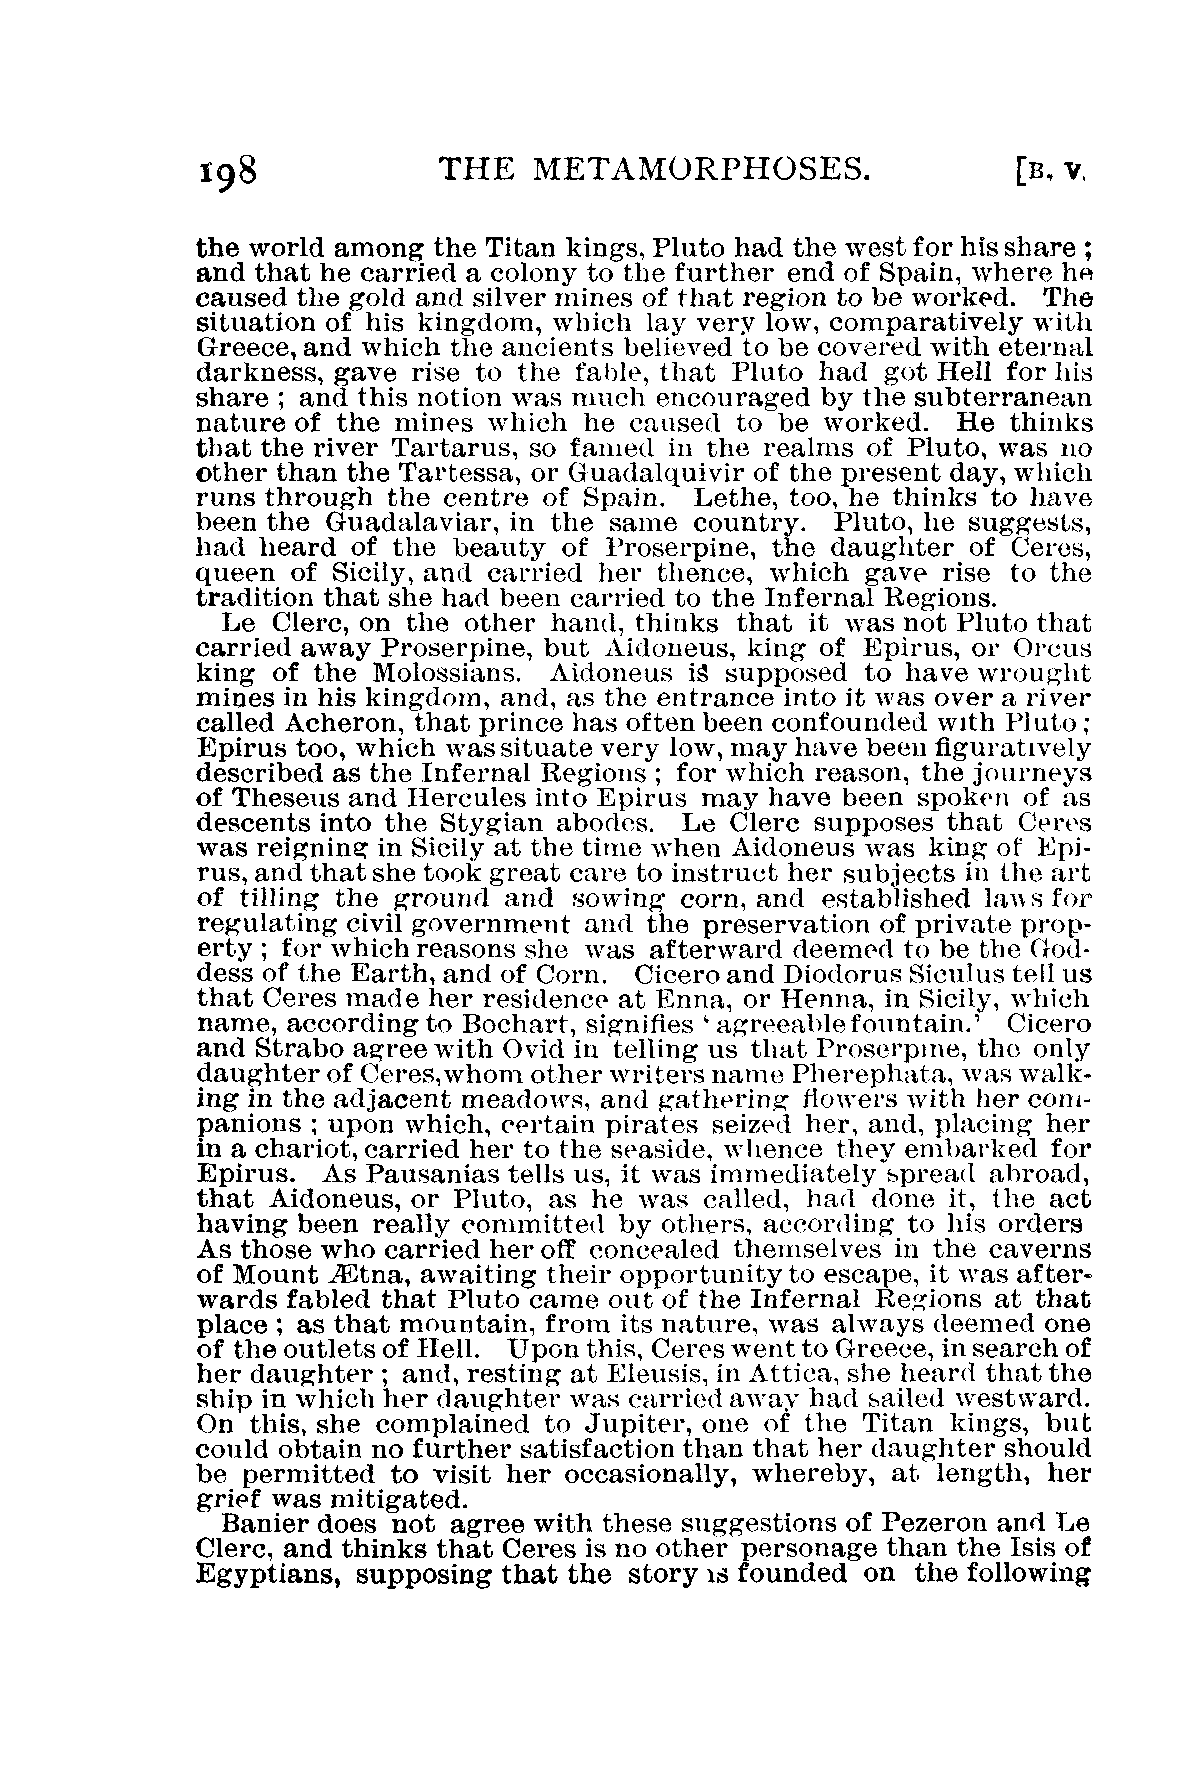 198 THE METAMORPHOSES. [B. V.
the world among the Titan kings, Pluto had the west for his share ;
and that he carried a colony to the further end of Spain, where he
caused the gold and silver mines of that region to be worked. The
situation of his kingdom, which lay very low, comparatively with
Greece, and which the ancients believed to be covered with eternal
darkness, gave rise to the fable, that Pluto had got Hell for his
share ; and this notion was much encouraged by the subterranean
nature of the mines which he caused to be worked. He thinks
that the river Tartarus, so famed in the realms of Pluto, was no
other than the Tartessa, or Guadalquivir of the present day, which
runs through the centre of Spain. Lethe, too, he thinks to have
been the Guadalaviar, in the same country. Pluto, he suggests,
had heard of the beauty of Proserpine, the daughter of Ceres,
queen of Sicily, and carried her thence, which gave rise to the
tradition that she had been carried to the Infernal Regions.
Le Clerc, on the other hand, thinks that it was not Pluto that
carried away Proserpine, but Aidoneus, king of Epirus, or Orcus
king of the Molossians. Aidoneus is supposed to have wrought
mines in his kingdom, and, as the entrance into it was over a river
called Acheron, that prince has often been confounded with Pluto ;
Epirus too, which was situate very low, may have been figuratively
described as the Infernal Regions ; for which reason, the journeys
of Theseus and Hercules into Epirus may have been spoken of as
descents into the Stygian abodes. Le Clerc supposes that Ceres
was reigning in Sicily at the time when Aidoneus was king of Epi-
rus, and that she took great care to instruct her subjects in the art
of tilling the ground and sowing corn, and established laws for
regulating civil government and the preservation of private prop-
erty ; for which reasons she was afterward deemed to be the God-
dess of the Earth, and of Corn. Cicero and Diodorus Siculus tell us
that Ceres made her residence at Enna, or Henna, in Sicily, which
name, according to Bochart, signifies ‘agreeable fountain.’ Cicero
and Strabo agree with Ovid in telling us that Proserpine, the only
daughter of Ceres, whom other writers name Pherephata, was walk-
ing in the adjacent meadows, and gathering flowers with her com-
panions ; upon which, certain pirates seized her, and, placing her
in a chariot, carried her to the seaside, whence they embarked for
Epirus. As Pausanias tells us, it was immediately spread abroad,
that Aidoneus, or Pluto, as he was called, had done it, the act
having been really committed by others, according to his orders
As those who carried her off concealed themselves in the caverns
of Mount Ætna, awaiting their opportunity to escape, it was after-
wards fabled that Pluto came out of the Infernal Regions at that
place ; as that mountain, from its nature, was always deemed one
of the outlets of Hell. Upon this, Ceres went to Greece, in search of
her daughter ; and, resting at Eleusis, in Attica, she heard that the
ship in which her daughter was carried away had sailed westward.
On this, she complained to Jupiter, one of the Titan kings, but
could obtain no further satisfaction than that her daughter should
be permitted to visit her occasionally, whereby, at length, her
grief was mitigated.
Banier does not agree with these suggestions of Pezeron and Le
Clerc, and thinks that Ceres is no other personage than the Isis of
Egyptians, supposing that the story is founded on the following